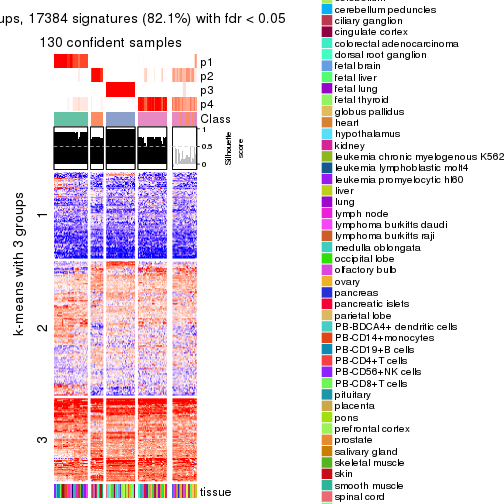 ups, 17384 signatures (82.1%) with fdr < 0.05
130 confident samples
p1
p2
p3
p4
Class
1
0.5
0
Silhouette
score
k-means with 3 groups
1
2
3
tissue
cerebellum peduncles
ciliary ganglion
cingulate cortex
colorectal adenocarcinoma
dorsal root ganglion
fetal brain
fetal liver
fetal lung
fetal thyroid
globus pallidus
heart
hypothalamus
kidney
leukemia chronic myelogenous K562
leukemia lymphoblastic molt4
leukemia promyelocytic hl60
liver
lung
lymph node
lymphoma burkitts daudi
lymphoma burkitts raji
medulla oblongata
occipital lobe
olfactory bulb
ovary
pancreas
pancreatic islets
parietal lobe
PB-BDCA4+ dendritic cells
PB-CD14+monocytes
PB-CD19+B cells
PB-CD4+T cells
PB-CD56+NK cells
PB-CD8+T cells
pituitary
placenta
pons
prefrontal cortex
prostate
salivary gland
skeletal muscle
skin
smooth muscle
spinal cord